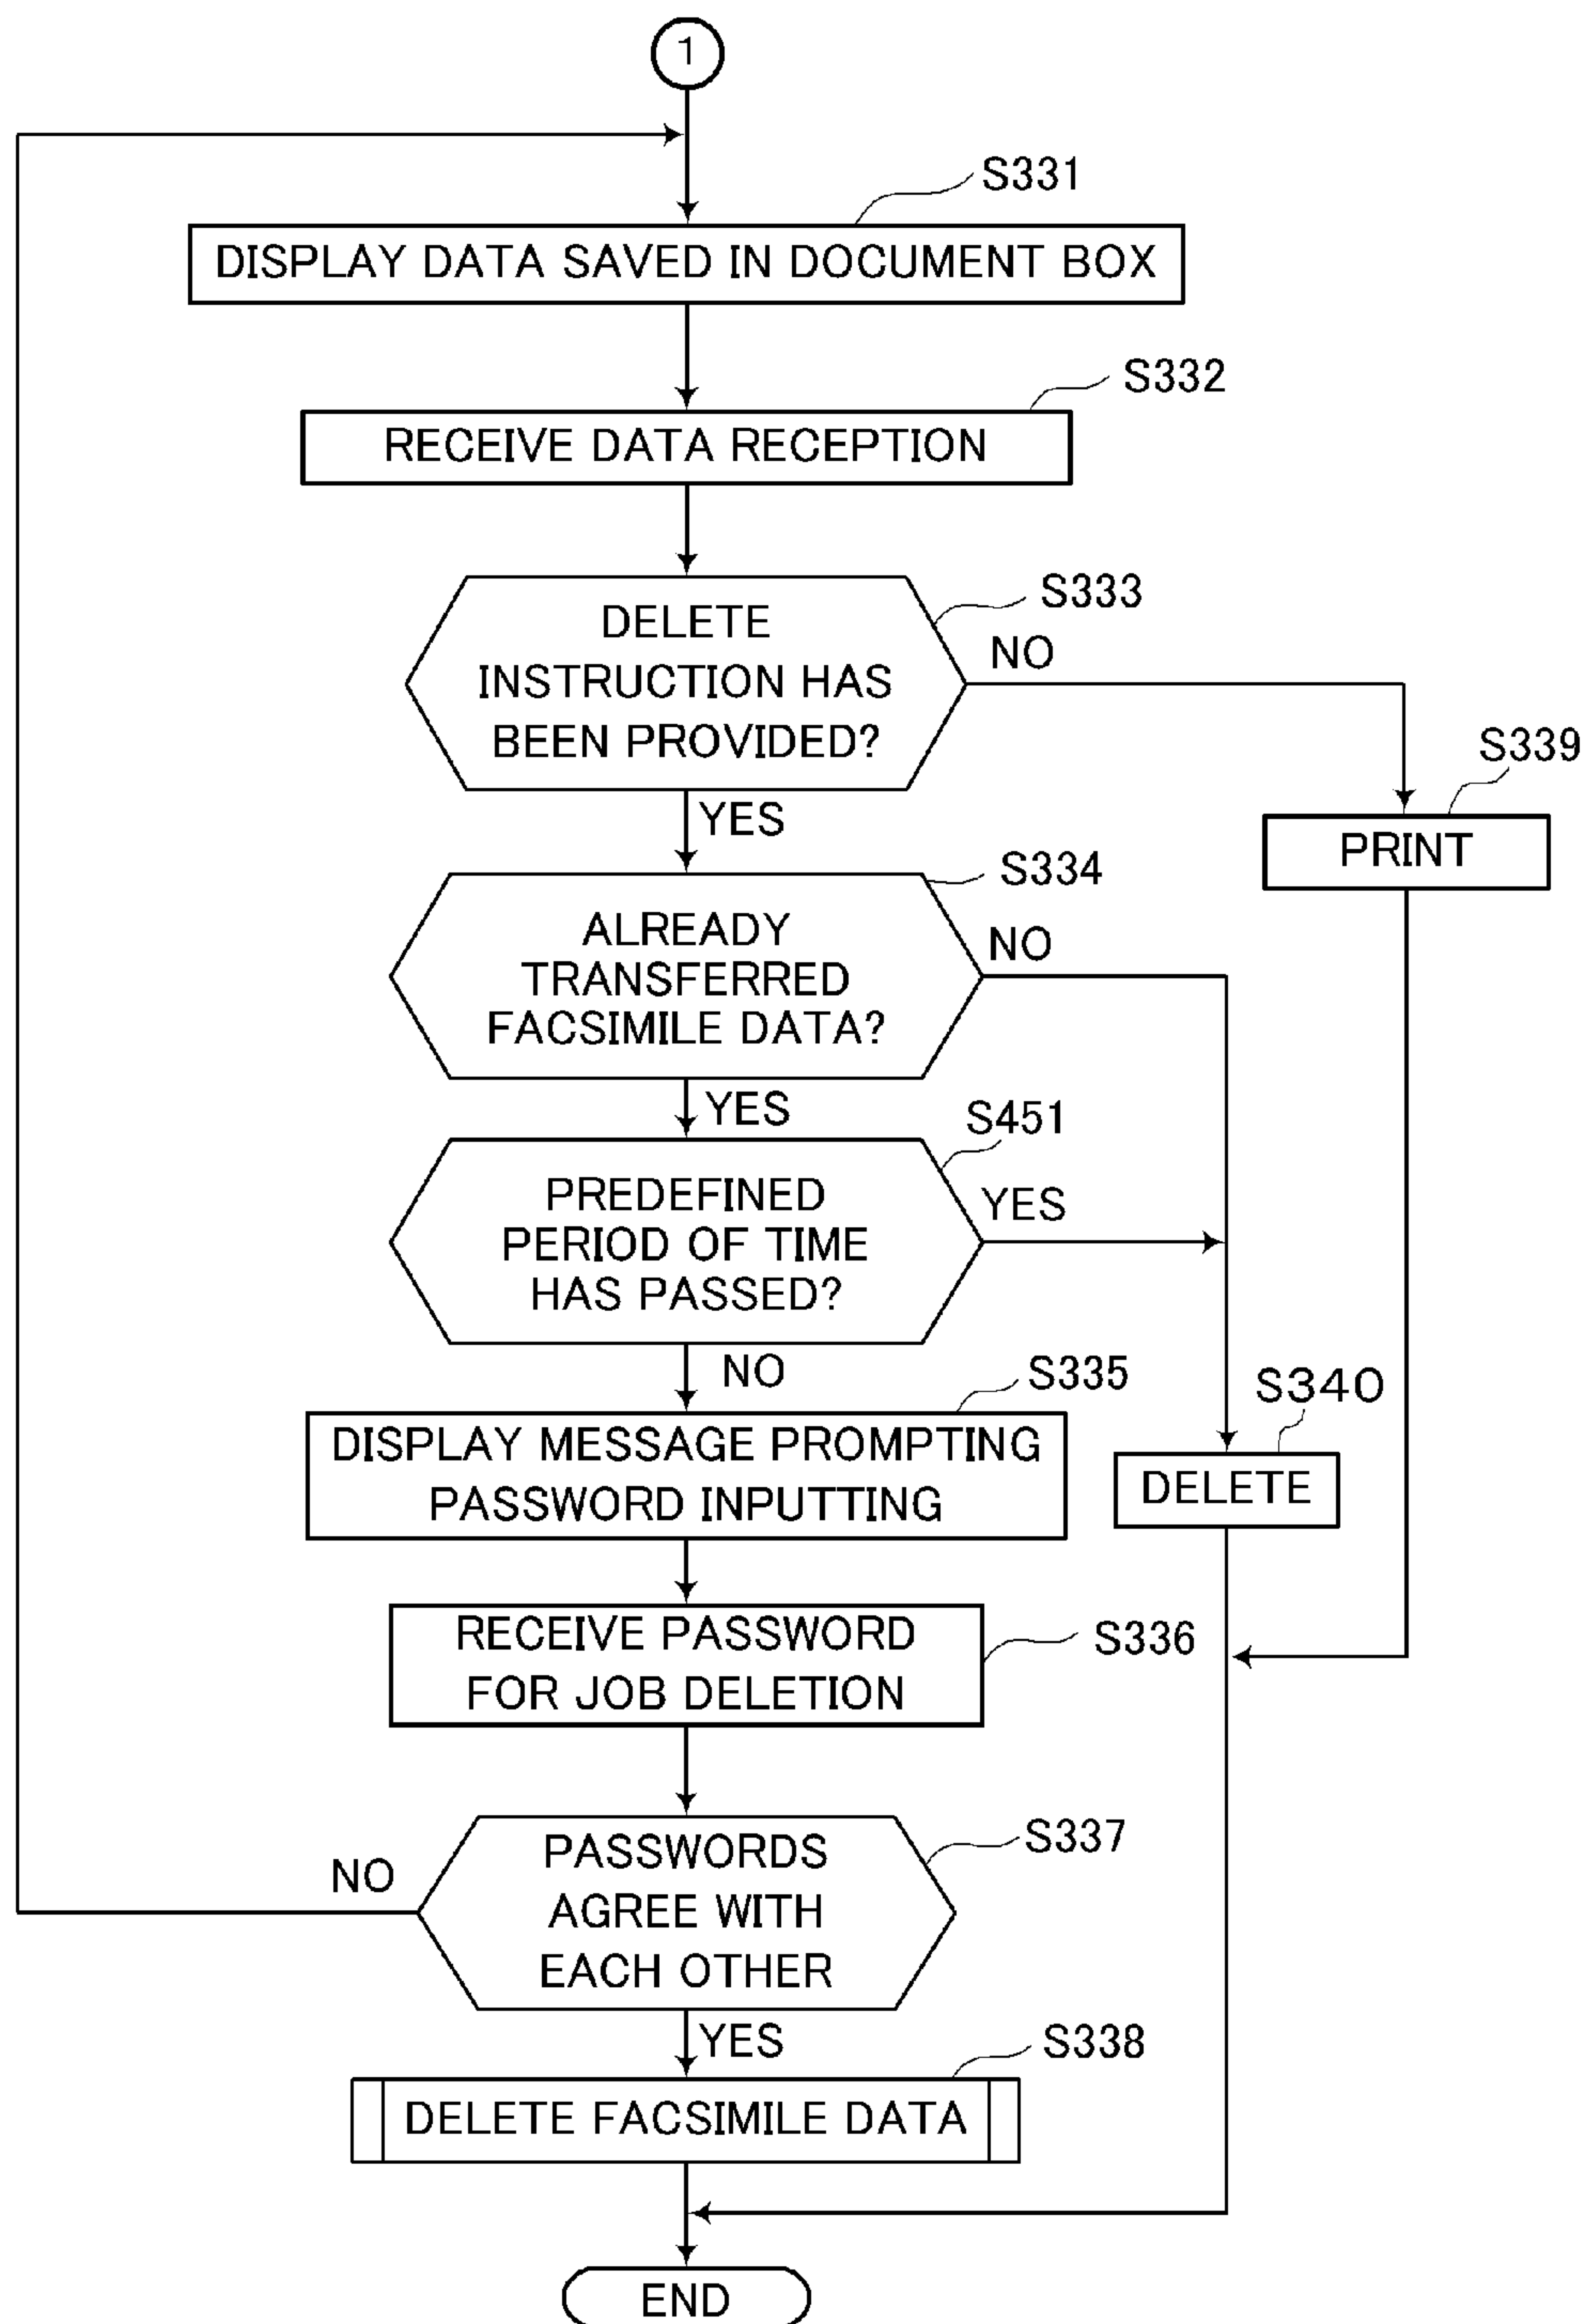 1
S331
DISPLAY DATA SAVED IN DOCUMENT BOX
S332
RECEIVE DATA RECEPTION
S333
DELETE
INSTRUCTION HAS
BEEN PROVIDED?
NO
YES
S339
PRINT
S334
ALREADY
TRANSFERRED
FACSIMILE DATA?
NO
YES
S451
PREDEFINED
PERIOD OF TIME
HAS PASSED?
YES
NO
S335
DISPLAY MESSAGE PROMPTING
PASSWORD INPUTTING
S340
DELETE
RECEIVE PASSWORD
FOR JOB DELETION
S336
S337
PASSWORDS
AGREE WITH
EACH OTHER
NO
YES
S338
DELETE FACSIMILE DATA
END